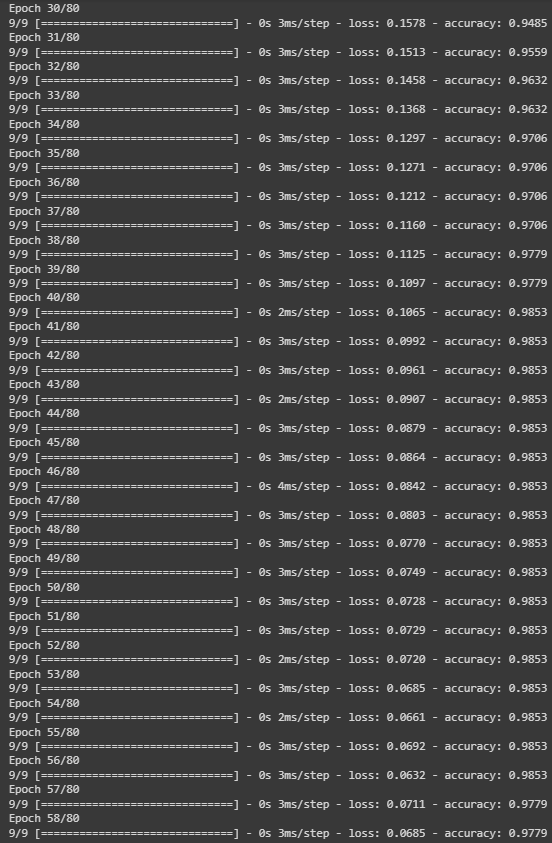 Epoch 30/80
9/9 [==============================] - 0s 3ms/step - loss: 0.1578 - accuracy: 0.9485
Epoch 31/80
9/9 [==============================] - 0s 3ms/step - loss: 0.1513 - accuracy: 0.9559
Epoch 32/80
9/9 [==============================] - 0s 3ms/step - loss: 0.1458 - accuracy: 0.9632
Epoch 33/80
9/9 [==============================] - 0s 3ms/step - loss: 0.1368 - accuracy: 0.9632
Epoch 34/80
9/9 [==============================] - 0s 3ms/step - loss: 0.1297 - accuracy: 0.9706
Epoch 35/80
9/9 [==============================] - 0s 3ms/step - loss: 0.1271 - accuracy: 0.9706
Epoch 36/80
9/9 [==============================] - 0s 3ms/step - loss: 0.1212 - accuracy: 0.9706
Epoch 37/80
9/9 [==============================] - 0s 3ms/step - loss: 0.1160 - accuracy: 0.9706
Epoch 38/80
9/9 [==============================] - 0s 3ms/step - loss: 0.1125 - accuracy: 0.9779
Epoch 39/80
9/9 [==============================] - 0s 3ms/step - loss: 0.1097 - accuracy: 0.9779
Epoch 40/80
9/9 [==============================] - 0s 2ms/step - loss: 0.1065 - accuracy: 0.9853
Epoch 41/80
9/9 [==============================] - 0s 3ms/step - loss: 0.0992 - accuracy: 0.9853
Epoch 42/80
9/9 [==============================] - 0s 3ms/step - loss: 0.0961 - accuracy: 0.9853
Epoch 43/80
9/9 [==============================] - 0s 2ms/step - loss: 0.0907 - accuracy: 0.9853
Epoch 44/80
9/9 [==============================] - 0s 3ms/step - loss: 0.0879 - accuracy: 0.9853
Epoch 45/80
9/9 [==============================] - 0s 3ms/step - loss: 0.0864 - accuracy: 0.9853
Epoch 46/80
9/9 [==============================] - 0s 4ms/step - loss: 0.0842 - accuracy: 0.9853
Epoch 47/80
9/9 [==============================] - 0s 3ms/step - loss: 0.0803 - accuracy: 0.9853
Epoch 48/80
9/9 [==============================] - 0s 3ms/step - loss: 0.0770 - accuracy: 0.9853
Epoch 49/80
9/9 [==============================] - 0s 3ms/step - loss: 0.0749 - accuracy: 0.9853
Epoch 50/80
9/9 [==============================] - 0s 3ms/step - loss: 0.0728 - accuracy: 0.9853
Epoch 51/80
9/9 [==============================] - 0s 3ms/step - loss: 0.0729 - accuracy: 0.9853
Epoch 52/80
9/9 [==============================] - 0s 2ms/step - loss: 0.0720 - accuracy: 0.9853
Epoch 53/80
9/9 [==============================] - 0s 3ms/step - loss: 0.0685 - accuracy: 0.9853
Epoch 54/80
9/9 [==============================] - 0s 2ms/step - loss: 0.0661 - accuracy: 0.9853
Epoch 55/80
9/9 [==============================] - 0s 3ms/step - loss: 0.0692 - accuracy: 0.9853
Epoch 56/80
9/9 [==============================] - 0s 3ms/step - loss: 0.0632 - accuracy: 0.9853
Epoch 57/80
9/9 [==============================] - 0s 3ms/step - loss: 0.0711 - accuracy: 0.9779
Epoch 58/80
9/9 [==============================] - 0s 3ms/step - loss: 0.0685 - accuracy: 0.9779